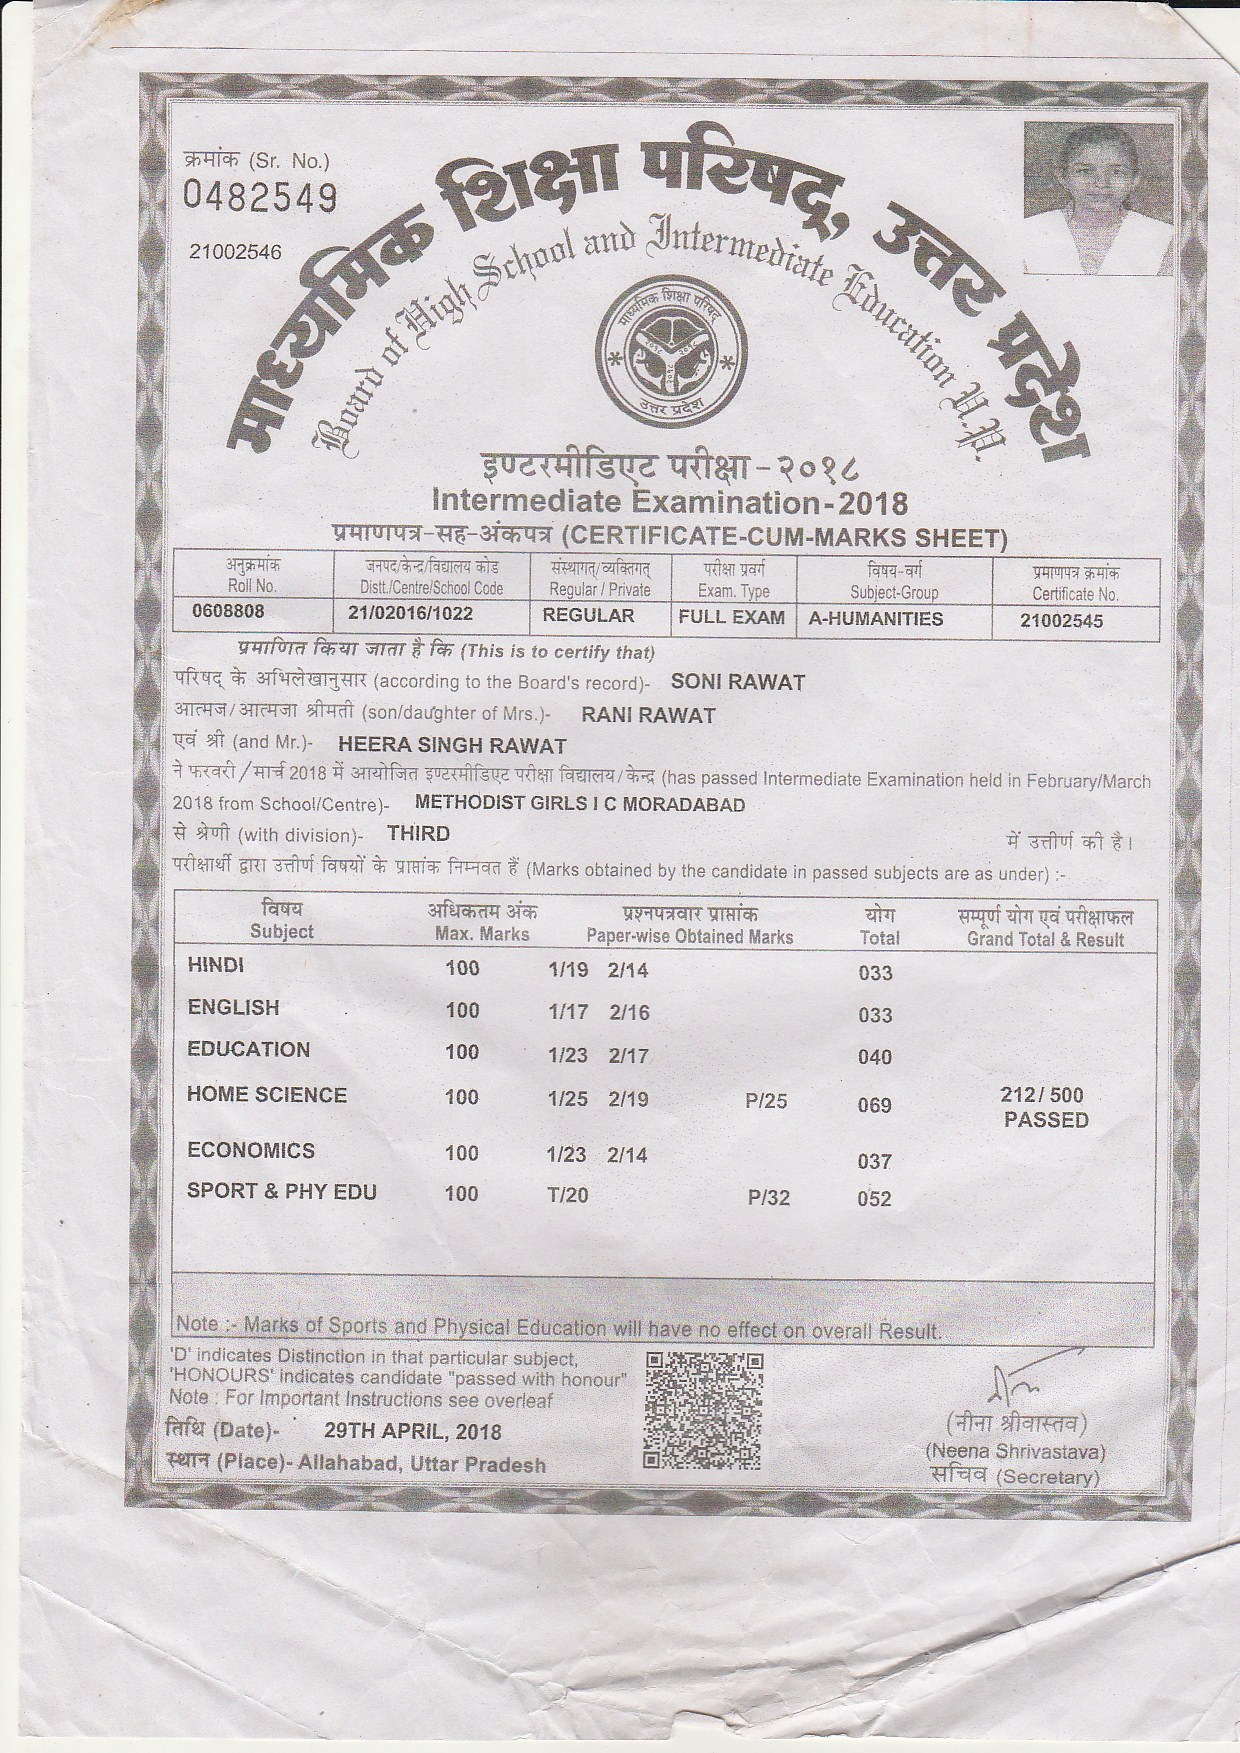 क्रमांक (Sr. No.)
0482549
21002546
माध्यमिक शिक्षा परिषद्, उत्तर प्रदेश
Board of High School and Intermediate Education U.P.
माध्यमिक शिक्षा परिषद्
२०१८ २०१८
२०१८
उत्तर प्रदेश
इण्टरमीडिएट परीक्षा-२०१८
Intermediate Examination-2018
प्रमाणपत्र-सह-अंकपत्र (CERTIFICATE-CUM-MARKS SHEET)
अनुक्रमांक जनपद/केन्द्र/विद्यालय कोड संस्थागत्/व्यक्तिगत् परीक्षा प्रवर्ग विषय-वर्ग प्रमाणपत्र क्रमांक
Roll No. Distt./Centre/School Code Regular / Private Exam. Type Subject-Group Certificate No.
0608808 21/02016/1022 REGULAR FULL EXAM A-HUMANITIES 21002545
प्रमाणित किया जाता है कि (This is to certify that)
परिषद् के अभिलेखानुसार (according to the Board's record)- SONI RAWAT
आत्मज/आत्मजा श्रीमती (son/daughter of Mrs.)- RANI RAWAT
एवं श्री (and Mr.)- HEERA SINGH RAWAT
ने फरवरी/मार्च 2018 में आयोजित इण्टरमीडिएट परीक्षा विद्यालय/केन्द्र (has passed Intermediate Examination held in February/March
2018 from School/Centre)- METHODIST GIRLS I C MORADABAD
से श्रेणी (with division)- THIRD में उत्तीर्ण की है।
परीक्षार्थी द्वारा उत्तीर्ण विषयों के प्राप्तांक निम्नवत हैं (Marks obtained by the candidate in passed subjects are as under) :-
विषय अधिकतम अंक प्रश्नपत्रवार प्राप्तांक योग सम्पूर्ण योग एवं परीक्षाफल
Subject Max. Marks Paper-wise Obtained Marks Total Grand Total & Result
HINDI 100 1/19 2/14 033
ENGLISH 100 1/17 2/16 033
EDUCATION 100 1/23 2/17 040
HOME SCIENCE 100 1/25 2/19 P/25 069 212/ 500
PASSED
ECONOMICS 100 1/23 2/14 037
SPORT & PHY EDU 100 T/20 P/32 052
Note :- Marks of Sports and Physical Education will have no effect on overall Result.
'D' indicates Distinction in that particular subject,
'HONOURS' indicates candidate "passed with honour"
Note : For Important Instructions see overleaf
तिथि (Date)- 29TH APRIL, 2018
स्थान (Place)- Allahabad, Uttar Pradesh
(नीना श्रीवास्तव)
(Neena Shrivastava)
सचिव (Secretary)